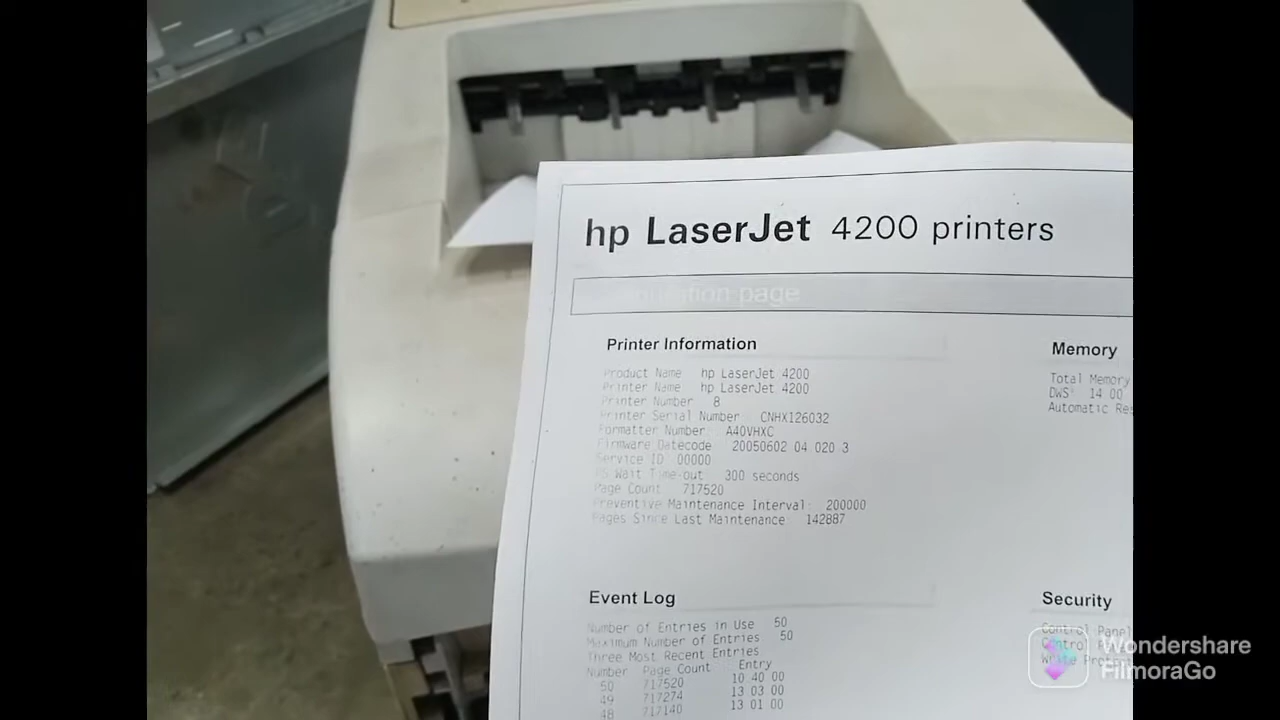 hp LaserJet 4200 printers
page
Printer Information
Product Name hp LaserJet 4200
Printer Name hp LaserJet 4200
Printer Number 8
Printer Serial Number CNHX126032
Formatter Number A40VHXC
Firmware Datecode 20050602 04 020 3
Service ID 00000
PS Wait Time-out 300 seconds
Page Count 717520
Preventive Maintenance Interval: 200000
Pages Since Last Maintenance 142887
Memory
Total Memory
DWS 14 00
Automatic Res
Event Log
Number of Entries in Use 50
Maximum Number of Entries 50
Three Most Recent Entries
Number Page Count Entry
50 717520 10 40 00
49 717274 13 03 00
48 717140 13 01 00
Security
Control Panel
Wondershare
FilmoraGo